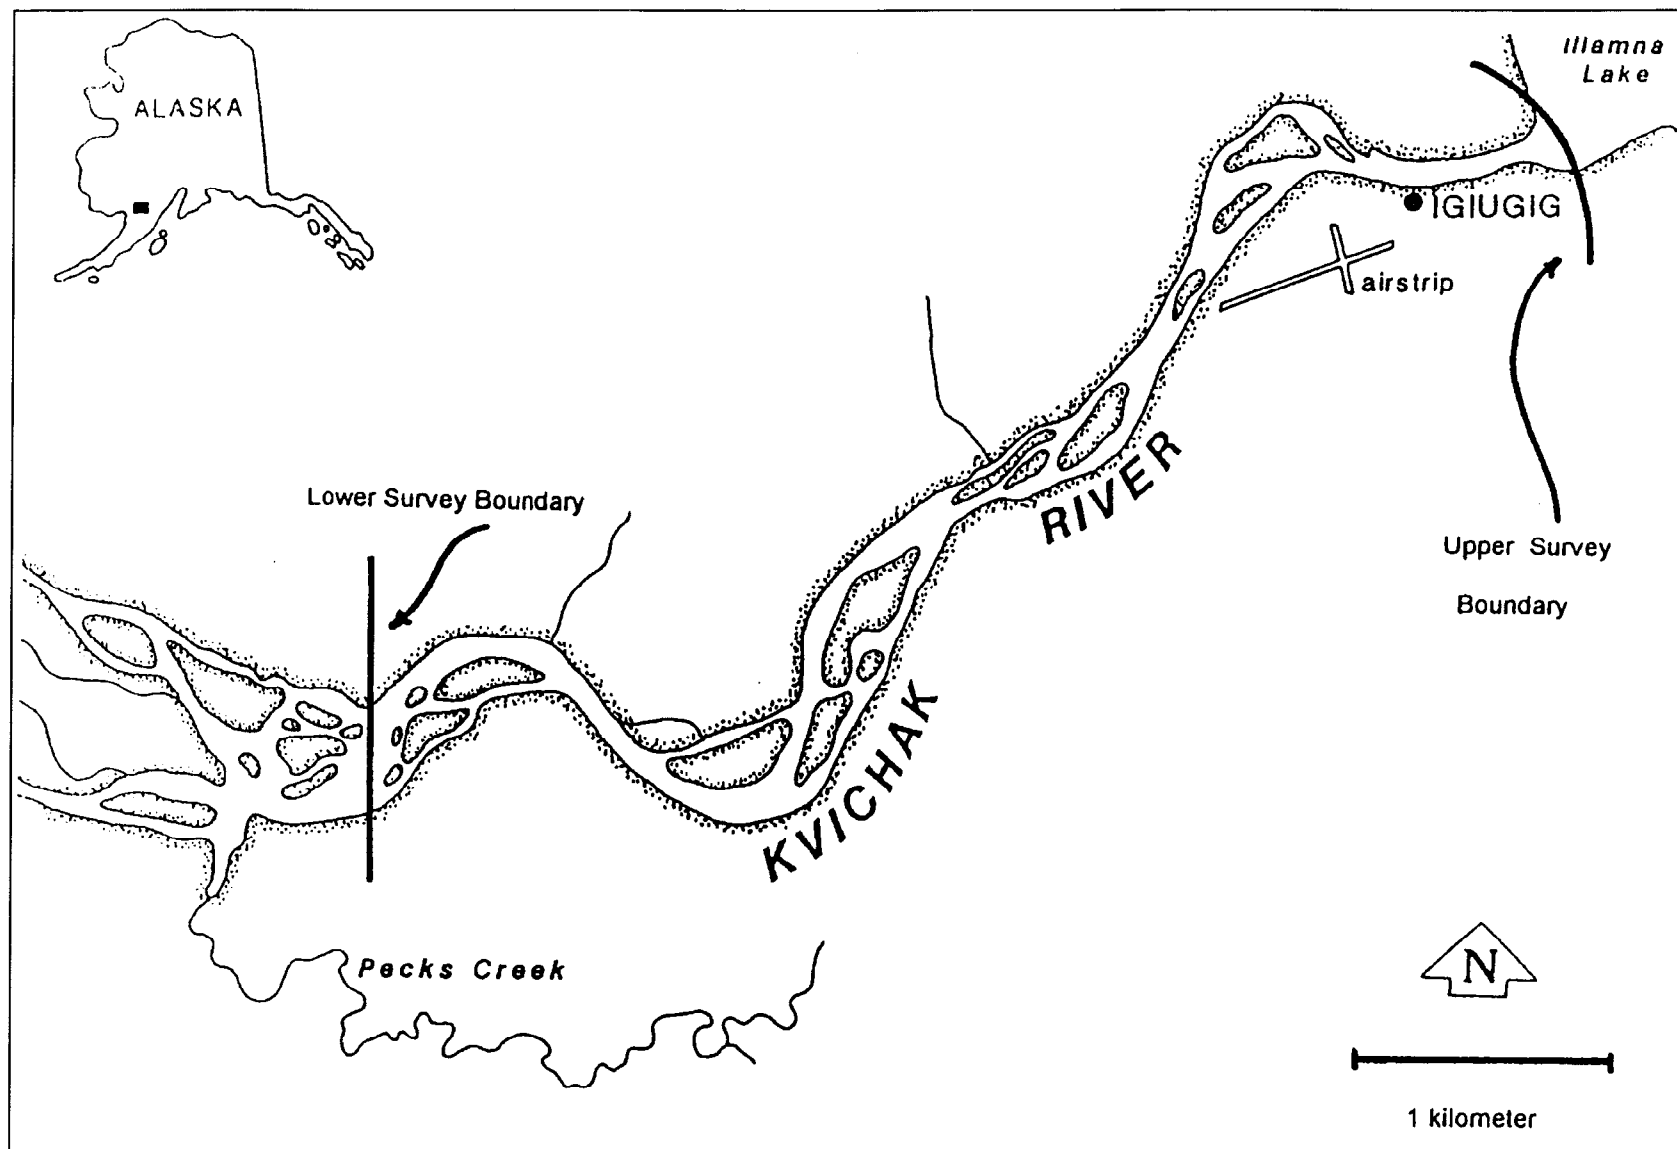 Illamna
Lake
ALASKA
IGIUGIG
airstrip
RIVER
Lower Survey Boundary
Upper Survey
Boundary
KVICHAK
Pecks Creek
N
1 kilometer